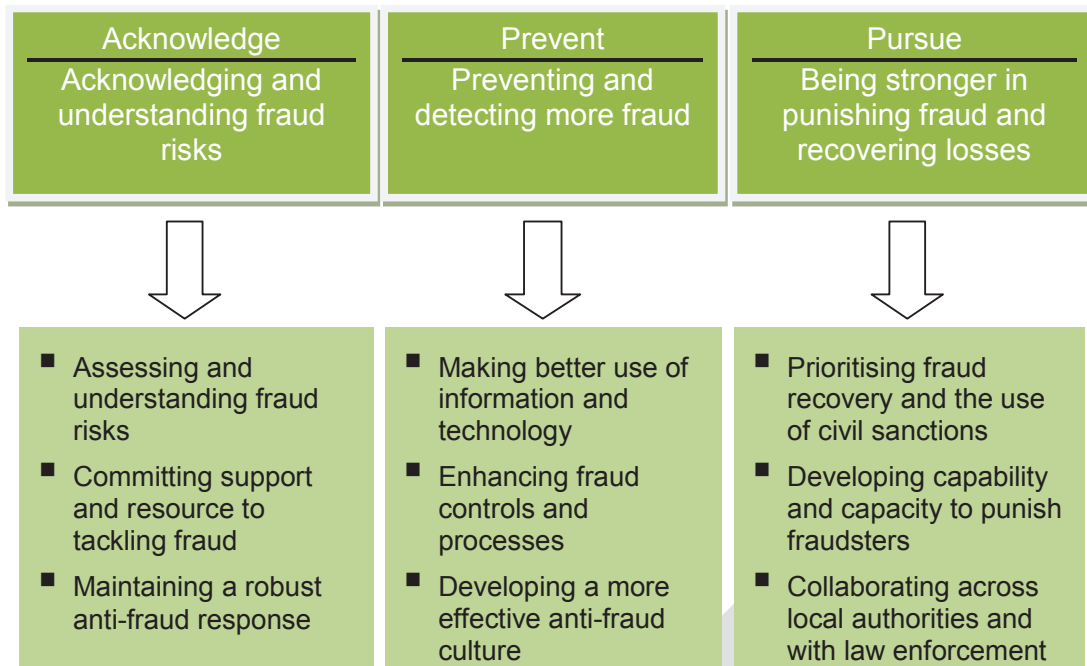 Acknowledge
Acknowledging and
understanding fraud
risks
Prevent
Preventing and
detecting more fraud
Pursue
Being stronger in
punishing fraud and
recovering losses
▪ Assessing and
understanding fraud
risks
▪ Committing support
and resource to
tackling fraud
▪ Maintaining a robust
anti-fraud response
▪ Making better use of
information and
technology
▪ Enhancing fraud
controls and
processes
▪ Developing a more
effective anti-fraud
culture
▪ Prioritising fraud
recovery and the use
of civil sanctions
▪ Developing capability
and capacity to punish
fraudsters
▪ Collaborating across
local authorities and
with law enforcement